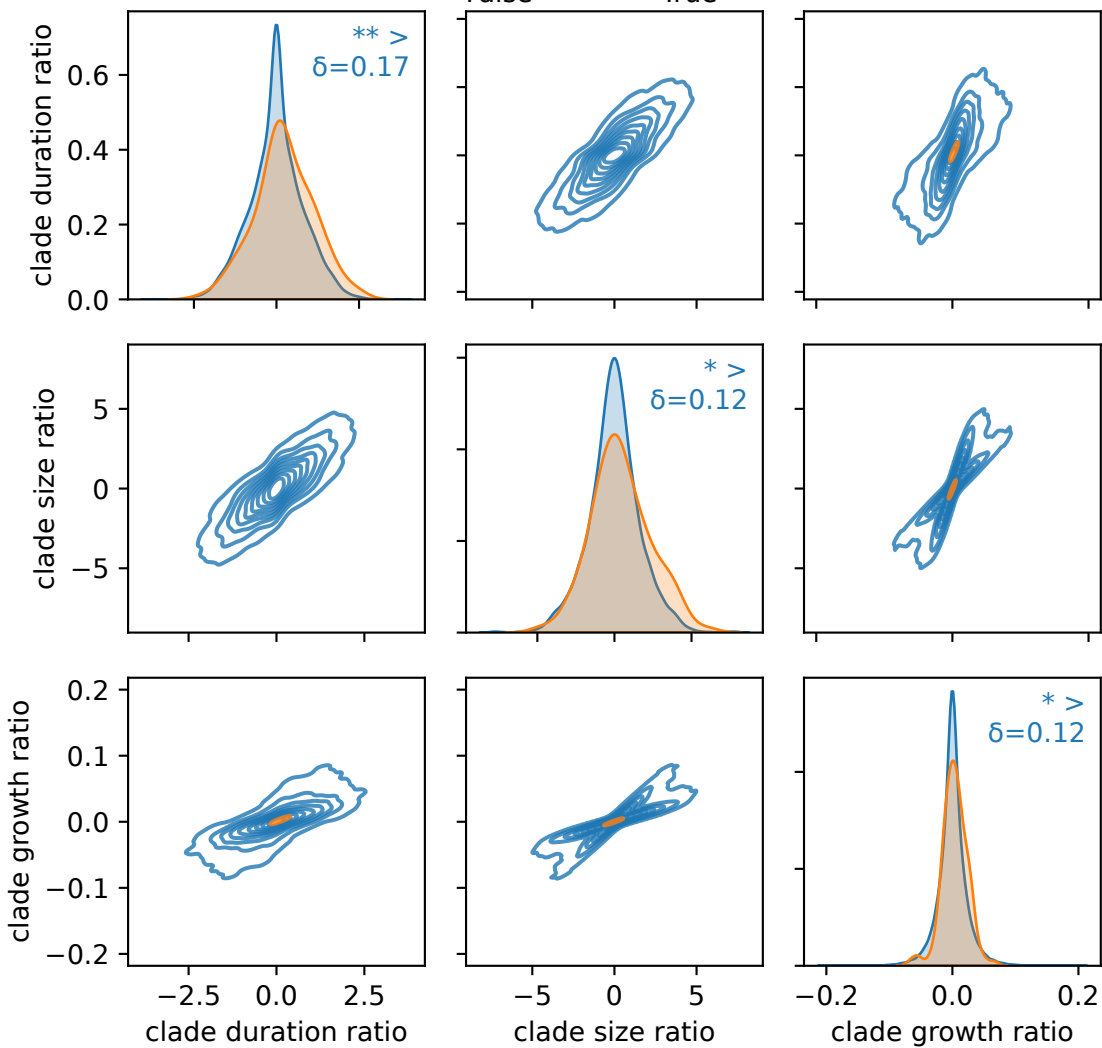 clade duration ratio
0.6
0.4
0.2
0.0
** >
δ=0.17
clade size ratio
5
0
−5
* >
δ=0.12
clade growth ratio
0.2
0.1
0.0
−0.1
−0.2
* >
δ=0.12
−2.5 0.0 2.5
clade duration ratio
−5 0 5
clade size ratio
−0.2 0.0 0.2
clade growth ratio